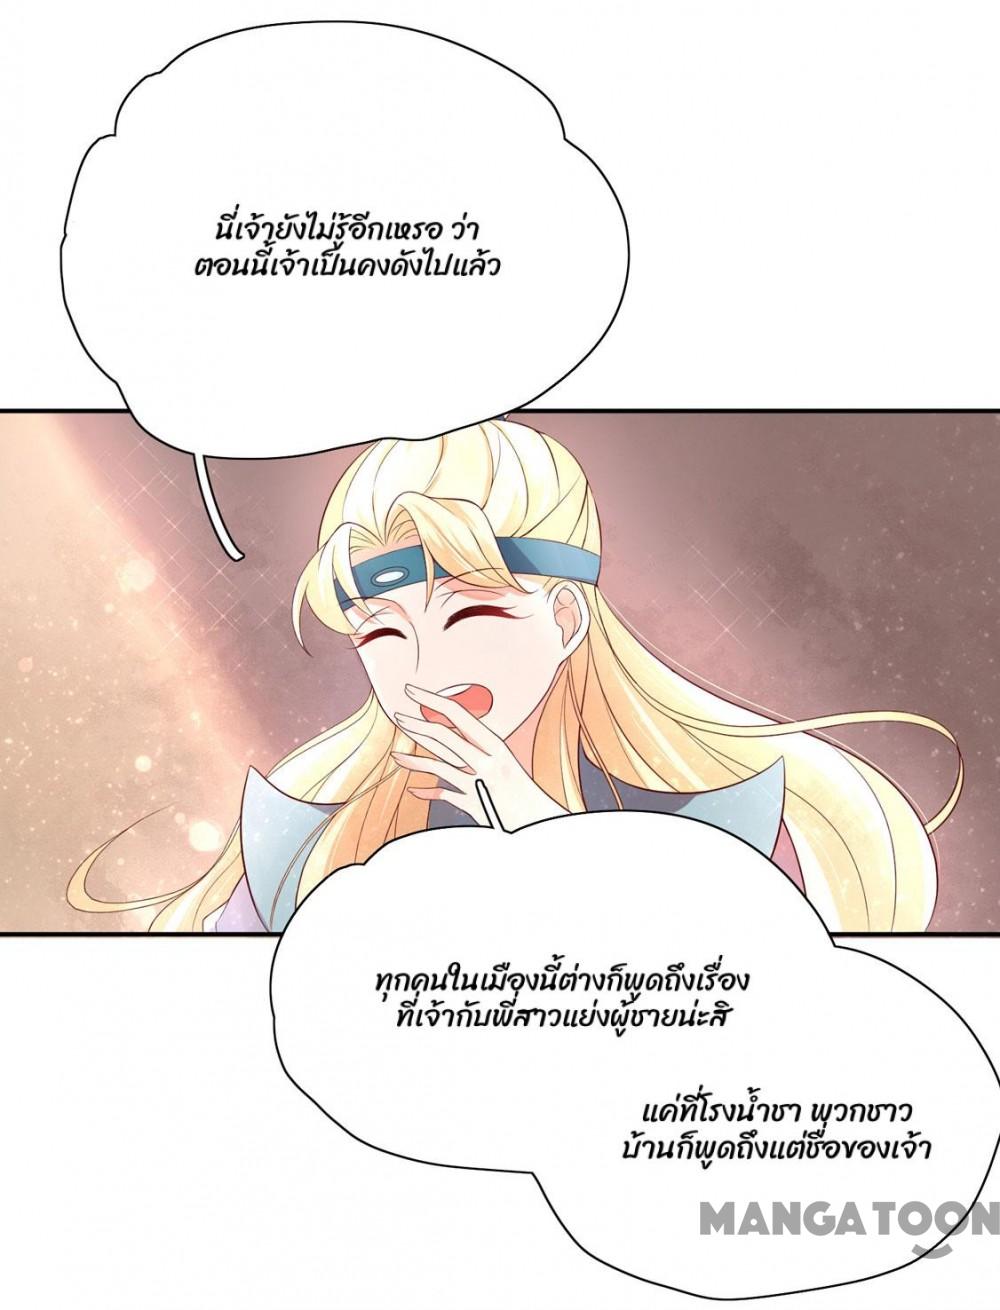 นี่เจ้ายังไม่รู้อีกเหรอ ว่า
ตอนนี้เจ้าเป็นคงดังไปแล้ว
ทุกคนในเมืองนี้ต่างก็พูดถึงเรื่อง
ที่เจ้ากับพี่สาวแย่งผู้ชายน่ะสิ
แค่ที่โรงน้ำชา พวกชาว
บ้านก็พูดถึงแต่ชื่อของเจ้า
MANGATOON